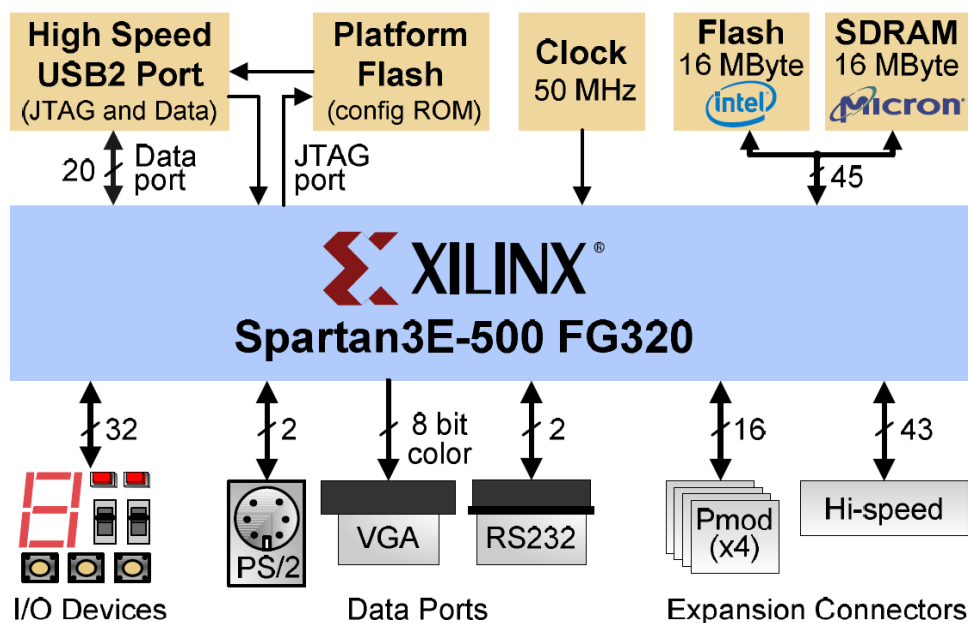 High Speed
USB2 Port
(JTAG and Data)
Platform
Flash
(config ROM)
Clock
50 MHz
Flash
16 MByte
intel
SDRAM
16 MByte
Micron
20
Data
port
JTAG
port
45
XILINX®
Spartan3E-500 FG320
32
2
8 bit
color
2
16
43
PS/2
VGA
RS232
Pmod
(x4)
Hi-speed
I/O Devices
Data Ports
Expansion Connectors